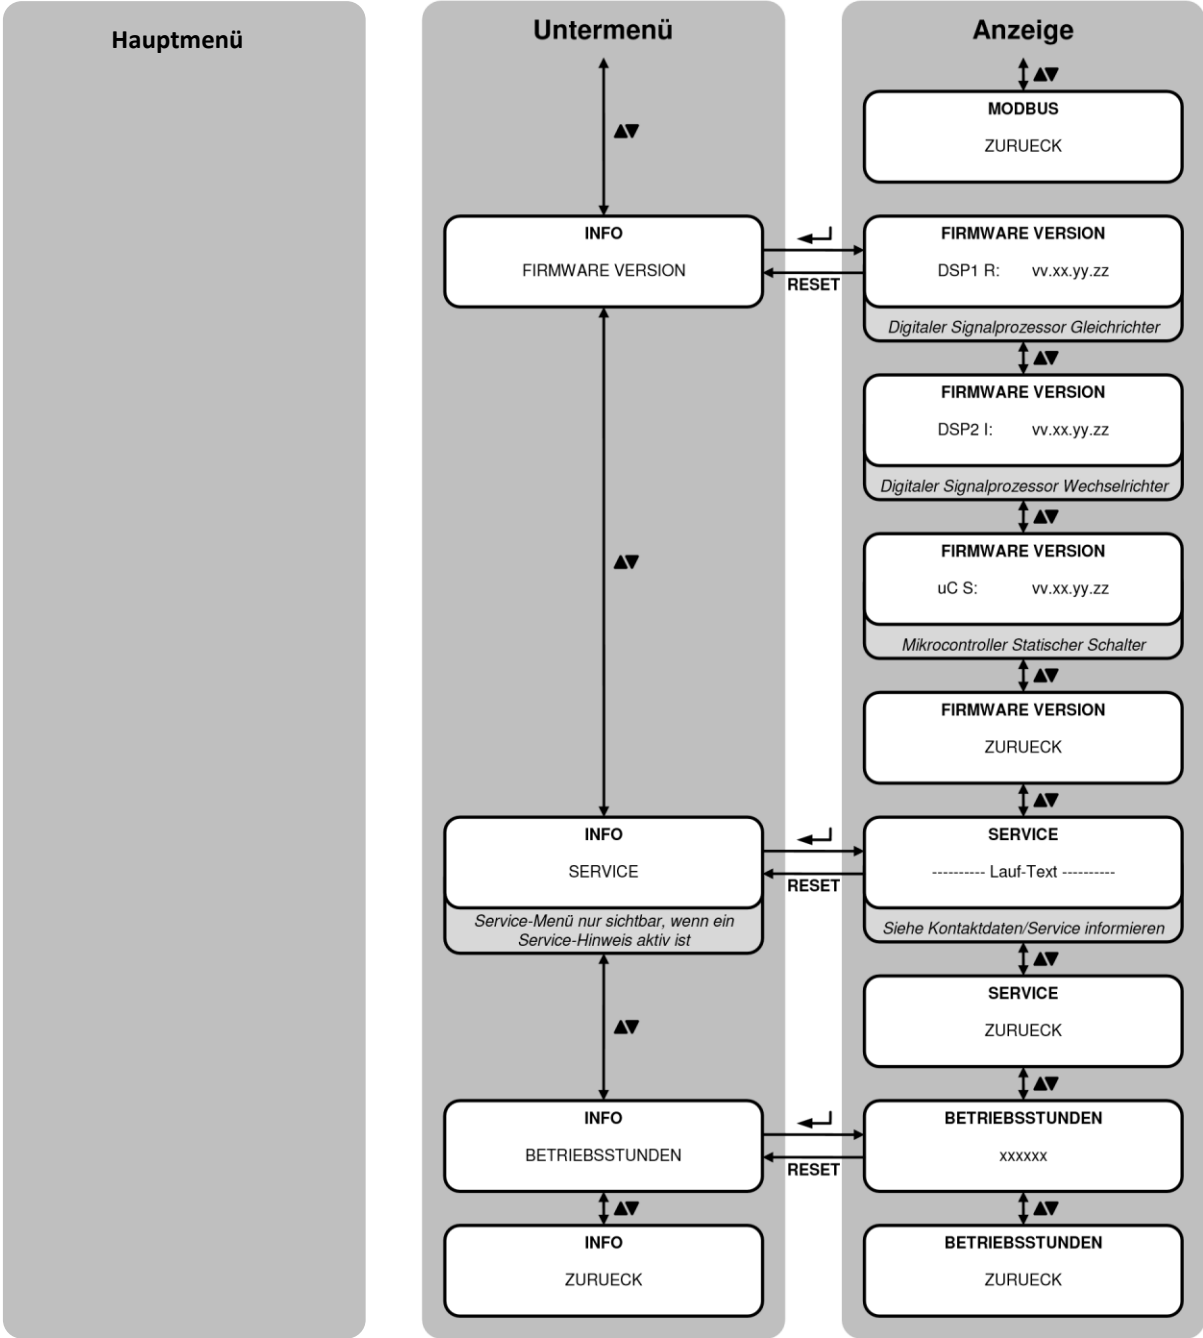 Hauptmenü
Untermenü
Anzeige
▲▼
MODBUS
ZURUECK
▲▼
INFO
FIRMWARE VERSION
RESET
FIRMWARE VERSION
DSP1 R: vv.xx.yy.zz
Digitaler Signalprozessor Gleichrichter
▲▼
FIRMWARE VERSION
DSP2 I: vv.xx.yy.zz
Digitaler Signalprozessor Wechselrichter
▲▼
FIRMWARE VERSION
uC S: vv.xx.yy.zz
Mikrocontroller Statischer Schalter
▲▼
▲▼
FIRMWARE VERSION
ZURUECK
▲▼
INFO
SERVICE
Service-Menü nur sichtbar, wenn ein
Service-Hinweis aktiv ist
RESET
SERVICE
---------- Lauf-Text ----------
Siehe Kontaktdaten/Service informieren
▲▼
SERVICE
ZURUECK
▲▼
▲▼
INFO
BETRIEBSSTUNDEN
RESET
BETRIEBSSTUNDEN
xxxxxx
▲▼
▲▼
INFO
ZURUECK
BETRIEBSSTUNDEN
ZURUECK